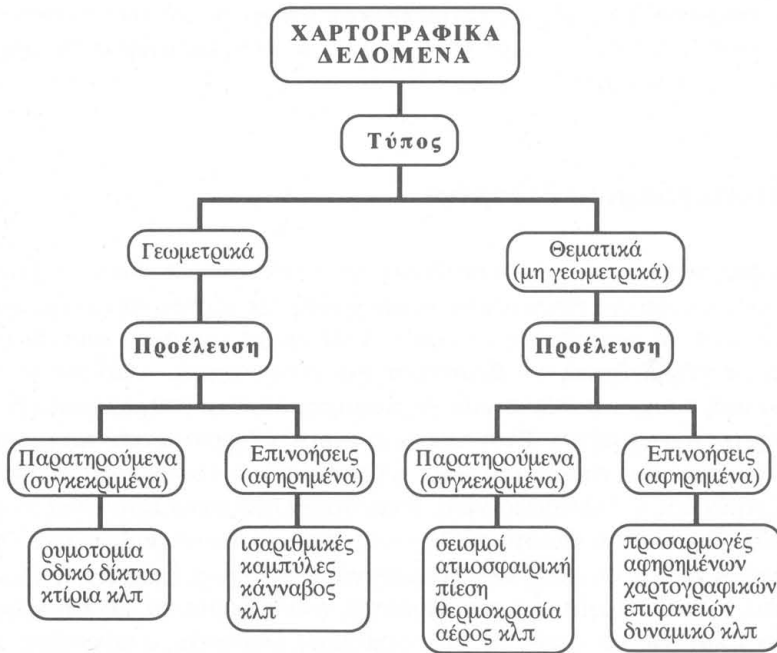 ΧΑΡΤΟΓΡΑΦΙΚΑ
ΔΕΔΟΜΕΝΑ
Τύπος
Γεωμετρικά
Θεματικά
(μη γεωμετρικά)
Προέλευση
Προέλευση
Παρατηρούμενα
(συγκεκριμένα)
Επινοήσεις
(αφηρημένα)
Παρατηρούμενα
(συγκεκριμένα)
Επινοήσεις
(αφηρημένα)
ρυμοτομία
οδικό δίκτυο
κτίρια κλπ
ισαριθμικές
καμπύλες
κάνναβος
κλπ
σεισμοί
ατμοσφαιρική
πίεση
θερμοκρασία
αέρος κλπ
προσαρμογές
αφηρημένων
χαρτογραφικών
επιφανειών
δυναμικό κλπ